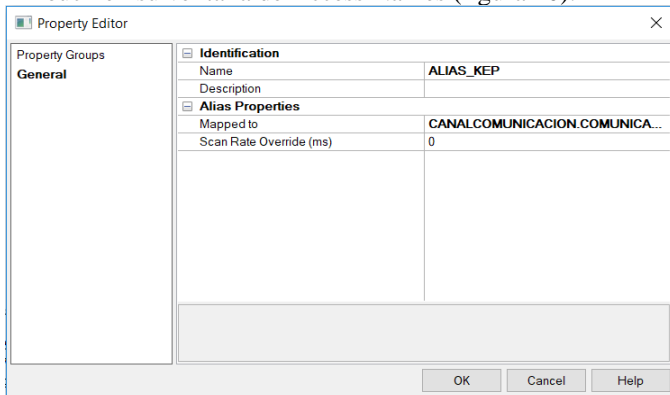 Property Editor
Property Groups
General
Identification
Name ALIAS_KEP
Description
Alias Properties
Mapped to CANALCOMUNICACION.COMUNICA...
Scan Rate Override (ms) 0
OK Cancel Help